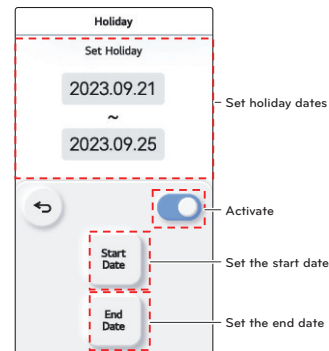 Holiday
Set Holiday
2023.09.21
~
2023.09.25
Set holiday dates
Activate
Start
Date
Set the start date
End
Date
Set the end date